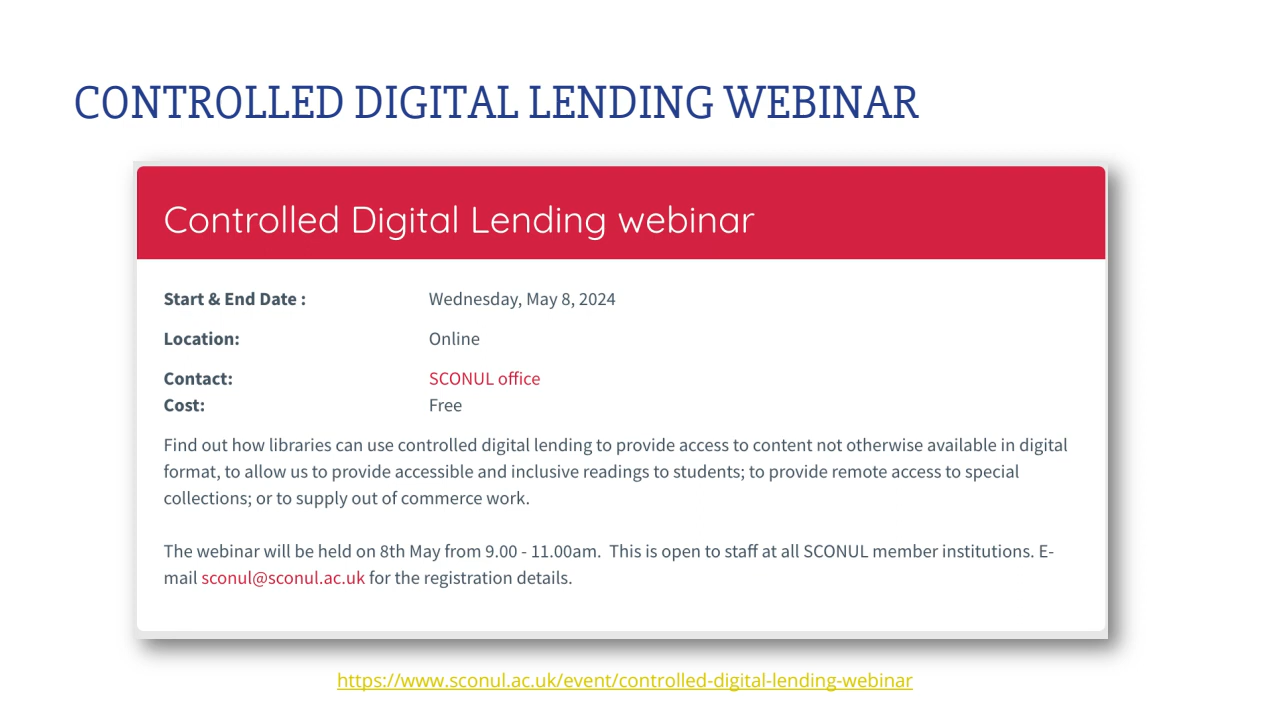 CONTROLLED DIGITAL LENDING WEBINAR
Controlled Digital Lending webinar
Start & End Date : Wednesday, May 8, 2024
Location: Online
Contact: SCONUL office
Cost: Free
Find out how libraries can use controlled digital lending to provide access to content not otherwise available in digital
format, to allow us to provide accessible and inclusive readings to students; to provide remote access to special
collections; or to supply out of commerce work.
The webinar will be held on 8th May from 9.00 - 11.00am.  This is open to staff at all SCONUL member institutions. E-
mail sconul@sconul.ac.uk for the registration details.
https://www.sconul.ac.uk/event/controlled-digital-lending-webinar